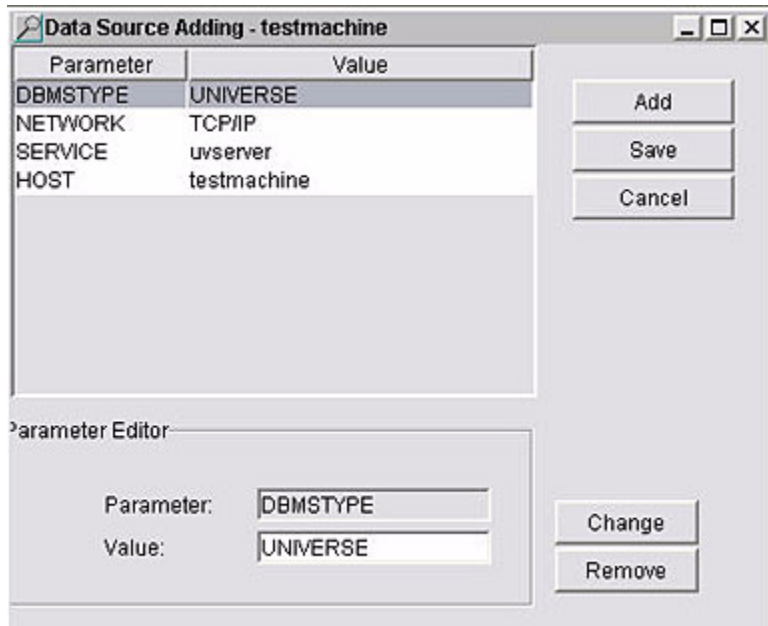 Data Source Adding - testmachine
Parameter Value
DBMSTYPE UNIVERSE
NETWORK TCP/IP
SERVICE uvserver
HOST testmachine
Add
Save
Cancel
Parameter Editor
Parameter: DBMSTYPE
Value: UNIVERSE
Change
Remove